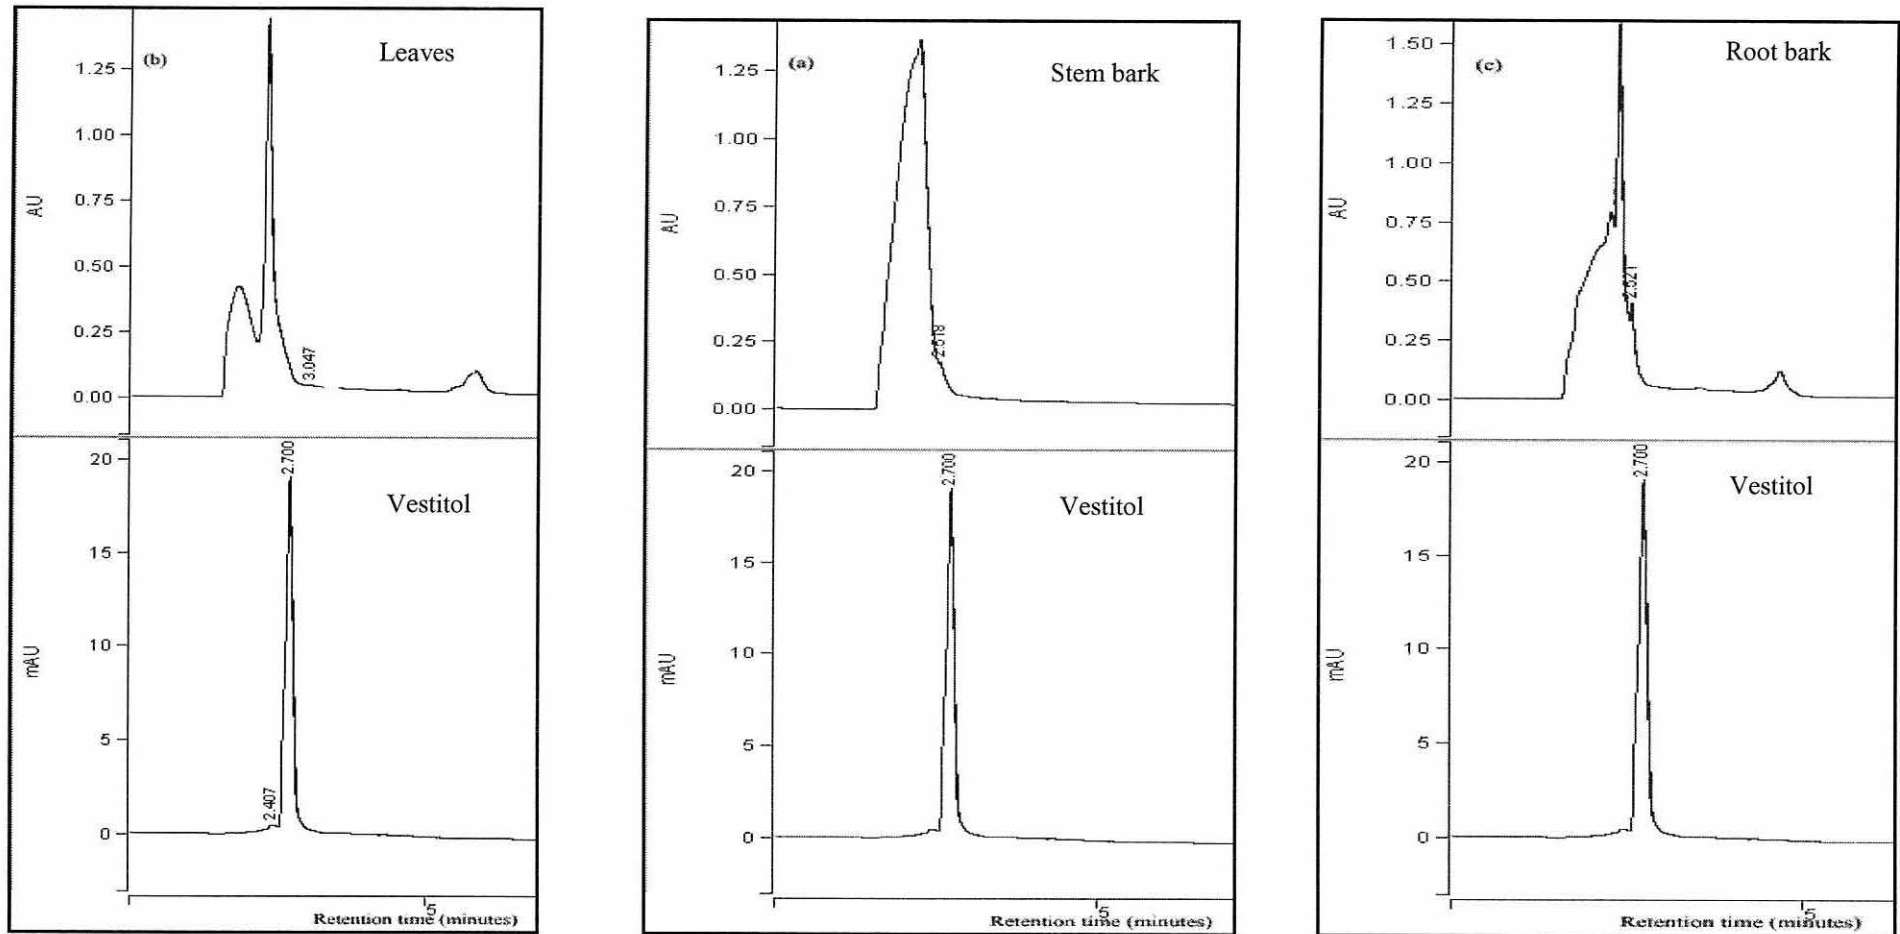 (b)
Leaves
1.25
1.00
0.75
0.50
0.25
0.00
AU
3.047
20
15
10
5
0
mAU
2.700
2.407
Vestitol
5
Retention time (minutes)
(a)
Stem bark
1.25
1.00
0.75
0.50
0.25
0.00
AU
2.518
20
15
10
5
0
mAU
2.700
Vestitol
5
Retention time (minutes)
(c)
Root bark
1.50
1.25
1.00
0.75
0.50
0.25
0.00
AU
2.621
20
15
10
5
0
mAU
2.700
Vestitol
5
Retention time (minutes)